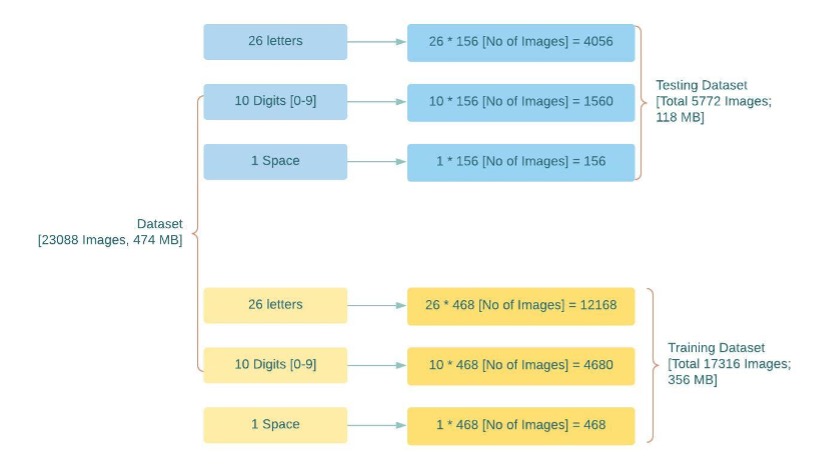 26 letters
26 * 156 [No of Images] = 4056
10 Digits [0-9]
10 * 156 [No of Images] = 1560
Testing Dataset
[Total 5772 Images;
118 MB]
1 Space
1 * 156 [No of Images] = 156
Dataset
[23088 Images, 474 MB]
26 letters
26 * 468 [No of Images] = 12168
10 Digits [0-9]
10 * 468 [No of Images] = 4680
Training Dataset
[Total 17316 Images;
356 MB]
1 Space
1 * 468 [No of Images] = 468